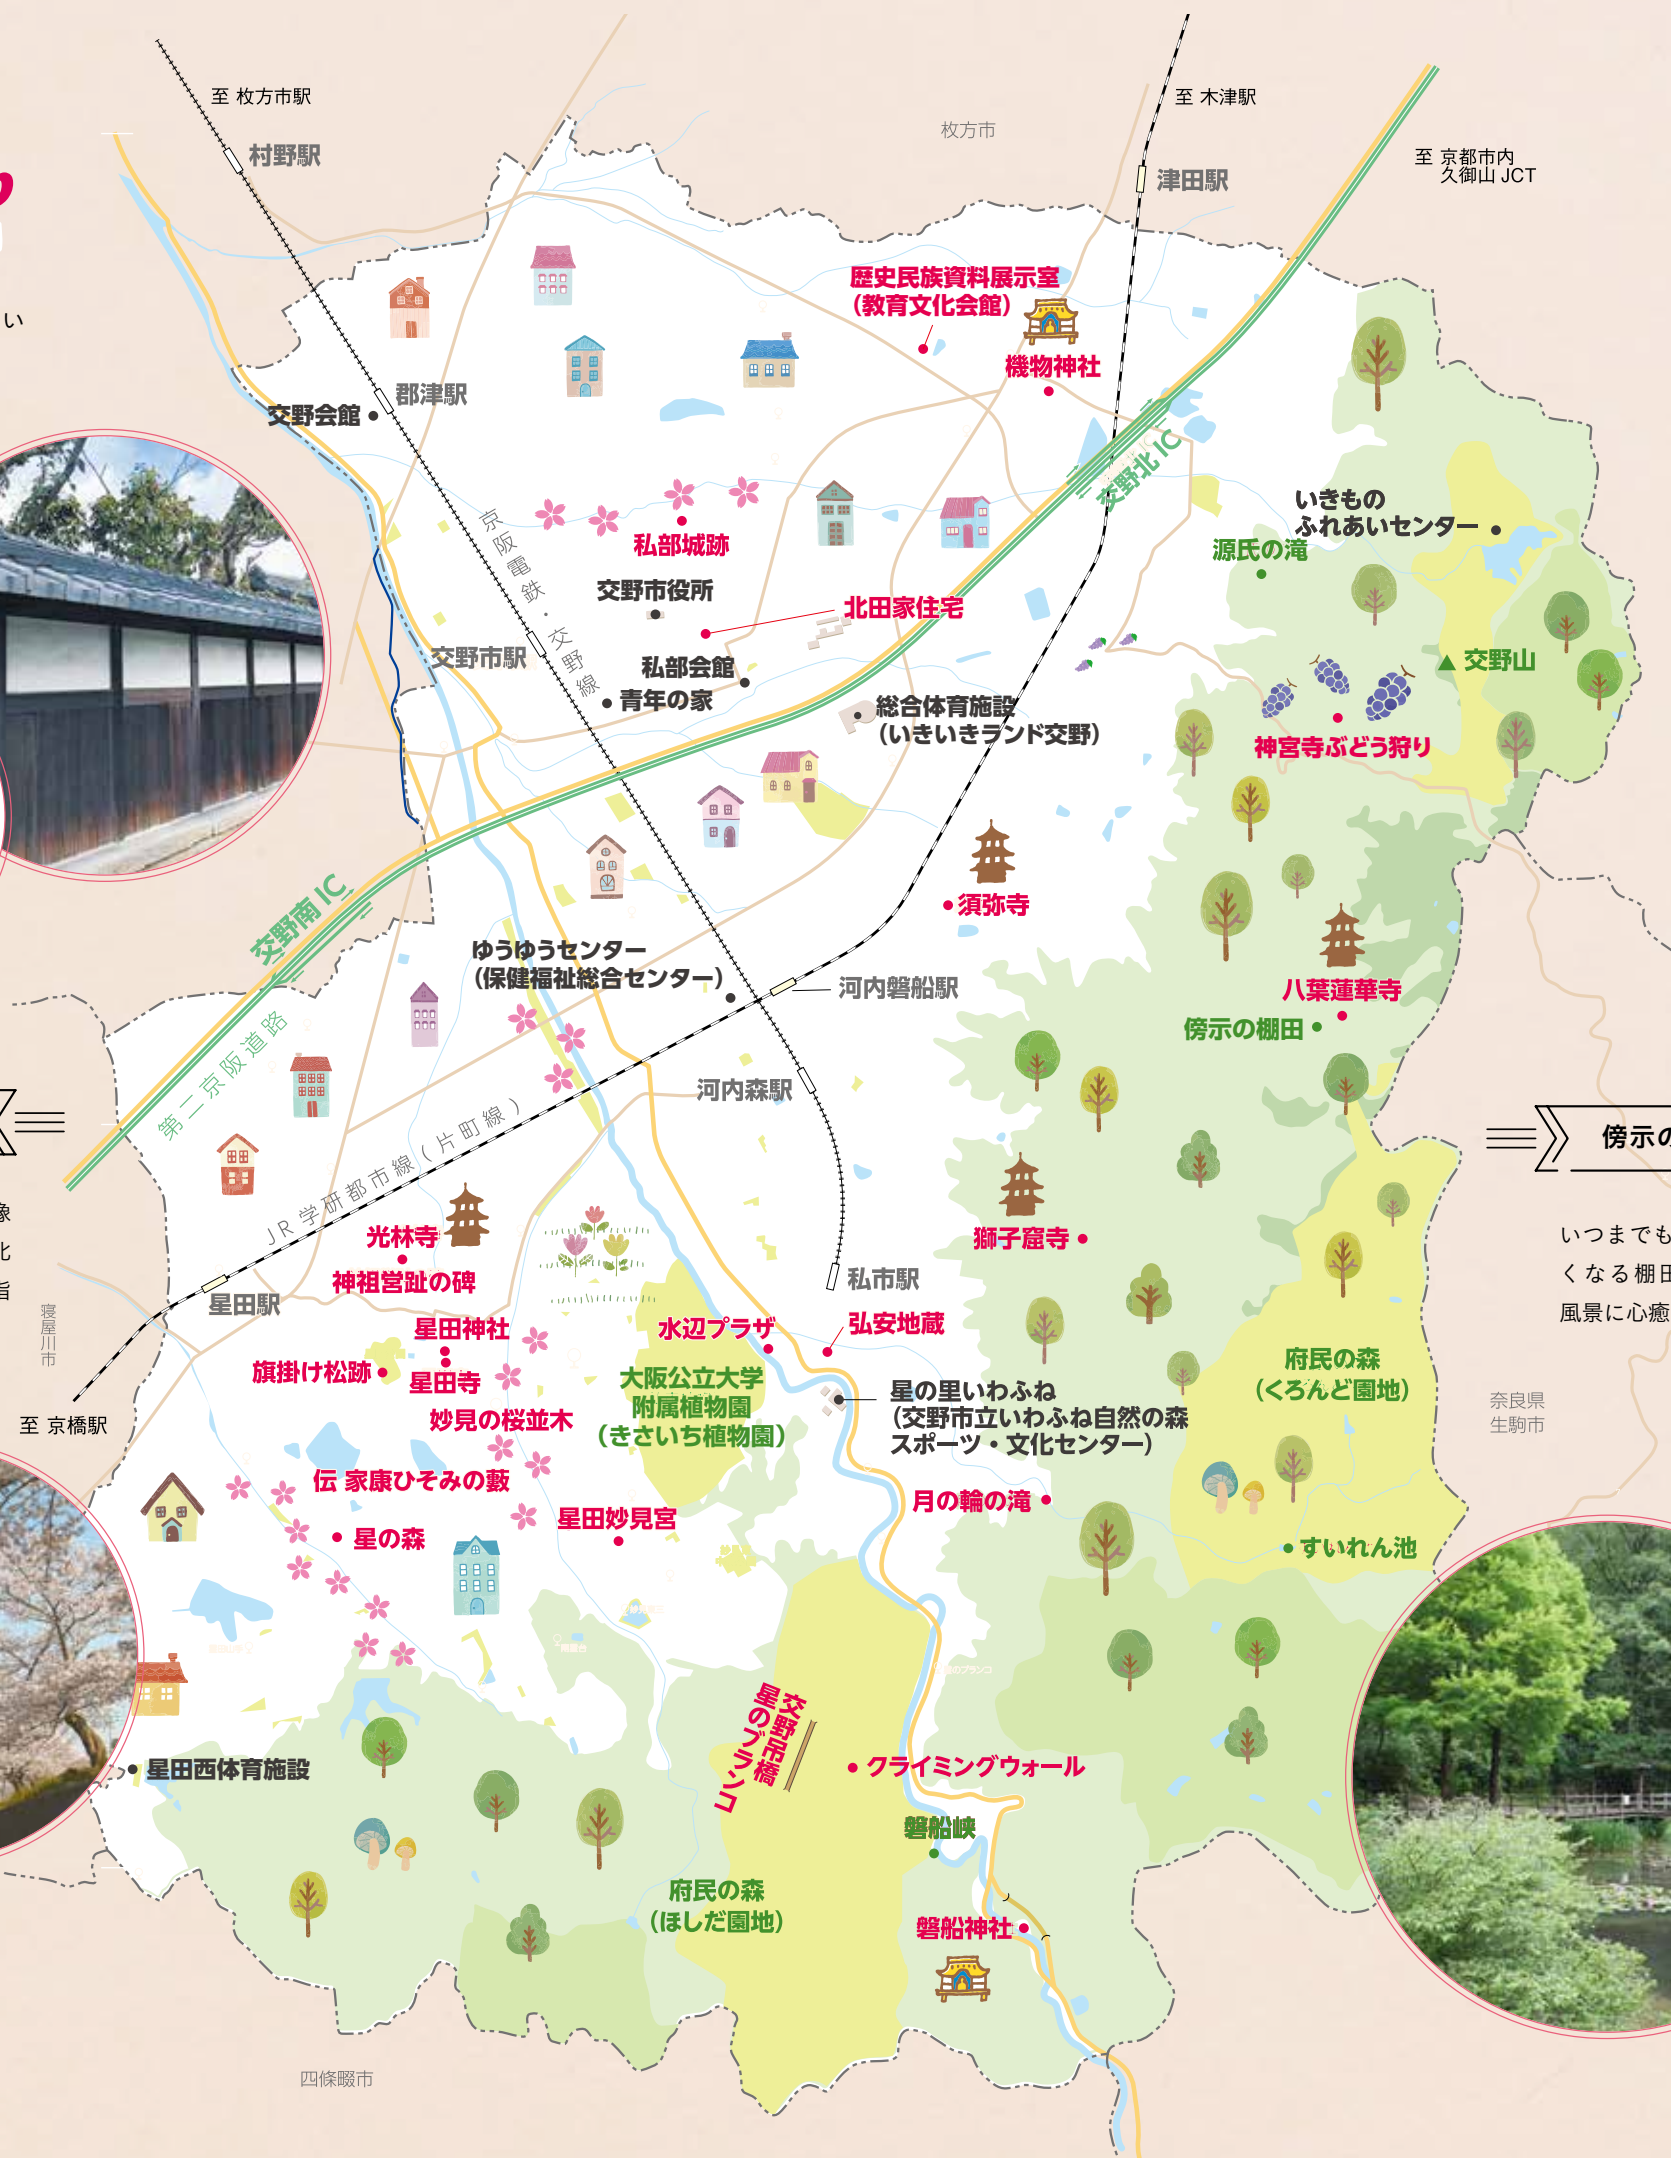 至 枚方市駅
村野駅
枚方市
至 木津駅
津田駅
至 京都市内
久御山 JCT
い
歴史民族資料展示室
（教育文化会館）
機物神社
郡津駅
交野会館
交野北 IC
いきもの
ふれあいセンター
源氏の滝
京阪電鉄・交野線
私部城跡
交野市役所
北田家住宅
交野市駅
私部会館
青年の家
交野山
総合体育施設
（いきいきランド交野）
神宮寺ぶどう狩り
須弥寺
交野南 IC
ゆうゆうセンター
（保健福祉総合センター）
河内磐船駅
八葉蓮華寺
傍示の棚田
第二京阪道路
河内森駅
JR 学研都市線（片町線）
傍示の
像
北
旨
いつまでも
くなる棚田
風景に心癒
光林寺
神祖営趾の碑
獅子窟寺
私市駅
星田駅
寝屋川市
星田神社
水辺プラザ
弘安地蔵
旗掛け松跡
星田寺
大阪公立大学
附属植物園
（きさいち植物園）
府民の森
（くろんど園地）
妙見の桜並木
星の里いわふね
（交野市立いわふね自然の森
スポーツ・文化センター）
奈良県
生駒市
至 京橋駅
伝 家康ひそみの藪
月の輪の滝
星田妙見宮
星の森
すいれん池
交野吊橋
星のブランコ
クライミングウォール
星田西体育施設
磐船峡
府民の森
（ほしだ園地）
磐船神社
四條畷市